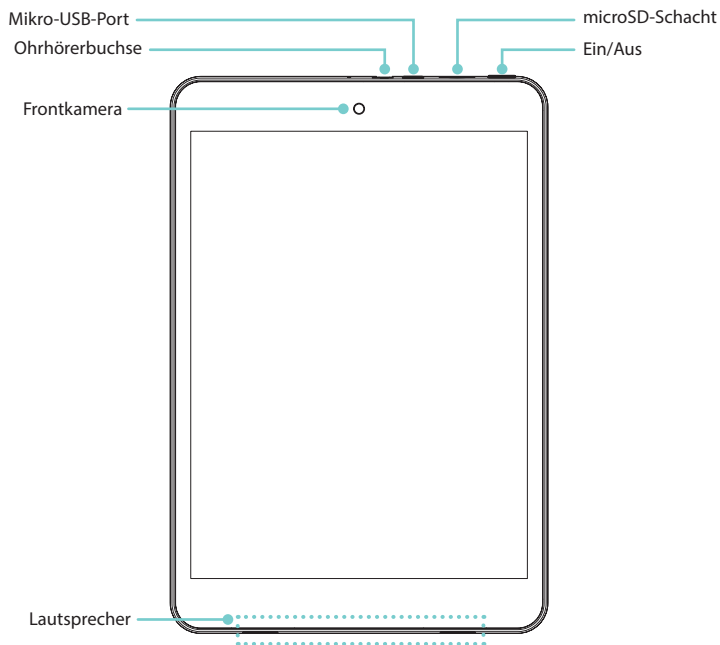 Mikro-USB-Port
microSD-Schacht
Ohrhörerbuchse
Ein/Aus
Frontkamera
Lautsprecher